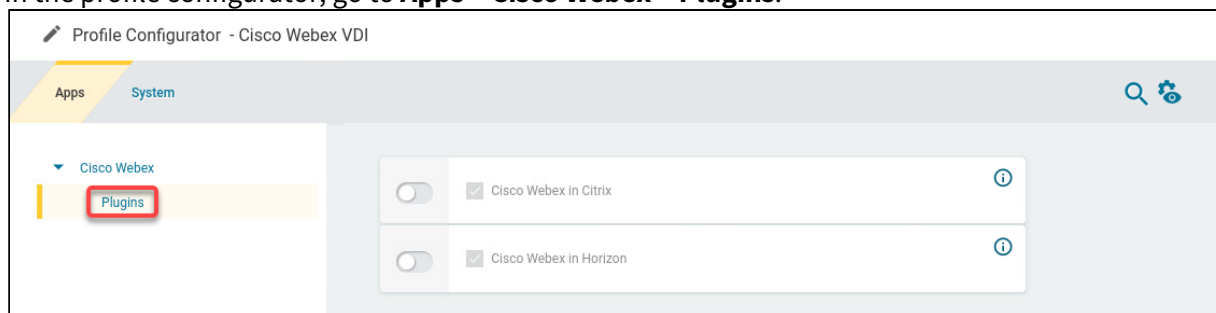 In the profile configurator, go to Apps > Cisco Webex > Plugins.
Profile Configurator - Cisco Webex VDI
Apps System
Cisco Webex
Plugins
Cisco Webex in Citrix
Cisco Webex in Horizon